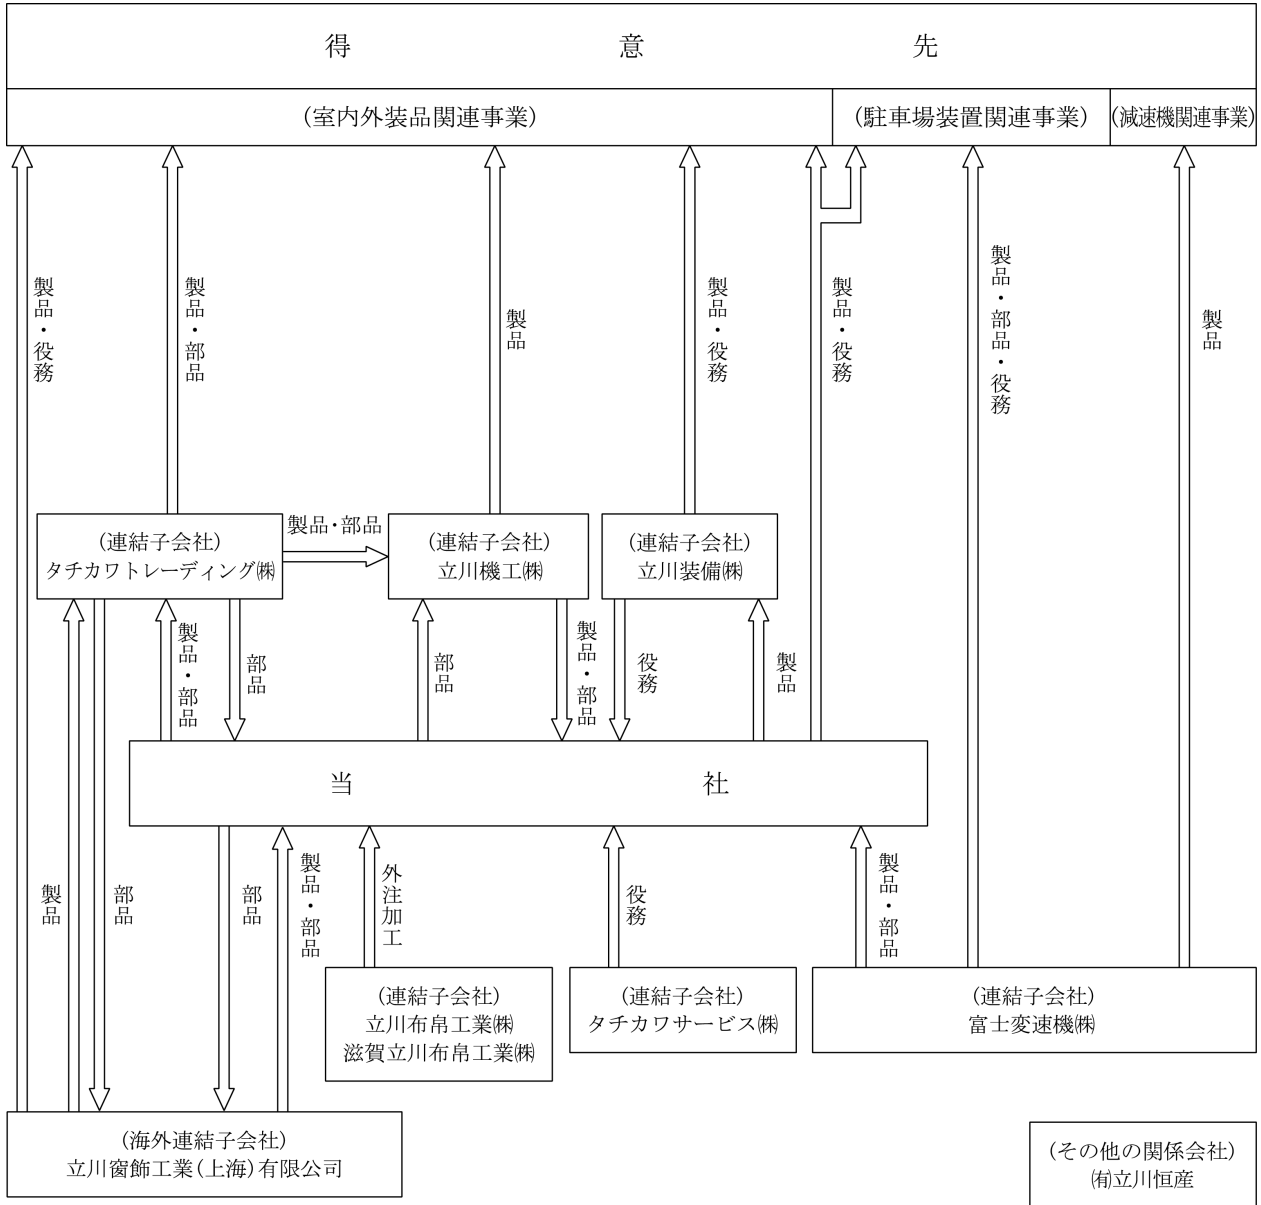 得意先
(室内外装品関連事業)
(駐車場装置関連事業)
(減速機関連事業)
製品・役務
製品・部品
製品
製品・役務
製品・役務
製品・部品・役務
製品
(連結子会社)
タチカワトレーディング㈱
製品・部品
(連結子会社)
立川機工㈱
(連結子会社)
立川装備㈱
製品・部品
部品
部品
製品・部品
役務
製品
当社
製品
部品
部品
製品・部品
外注加工
役務
製品・部品
(連結子会社)
立川布帛工業㈱
滋賀立川布帛工業㈱
(連結子会社)
タチカワサービス㈱
(連結子会社)
富士変速機㈱
(海外連結子会社)
立川窗飾工業(上海)有限公司
(その他の関係会社)
㈲立川恒産